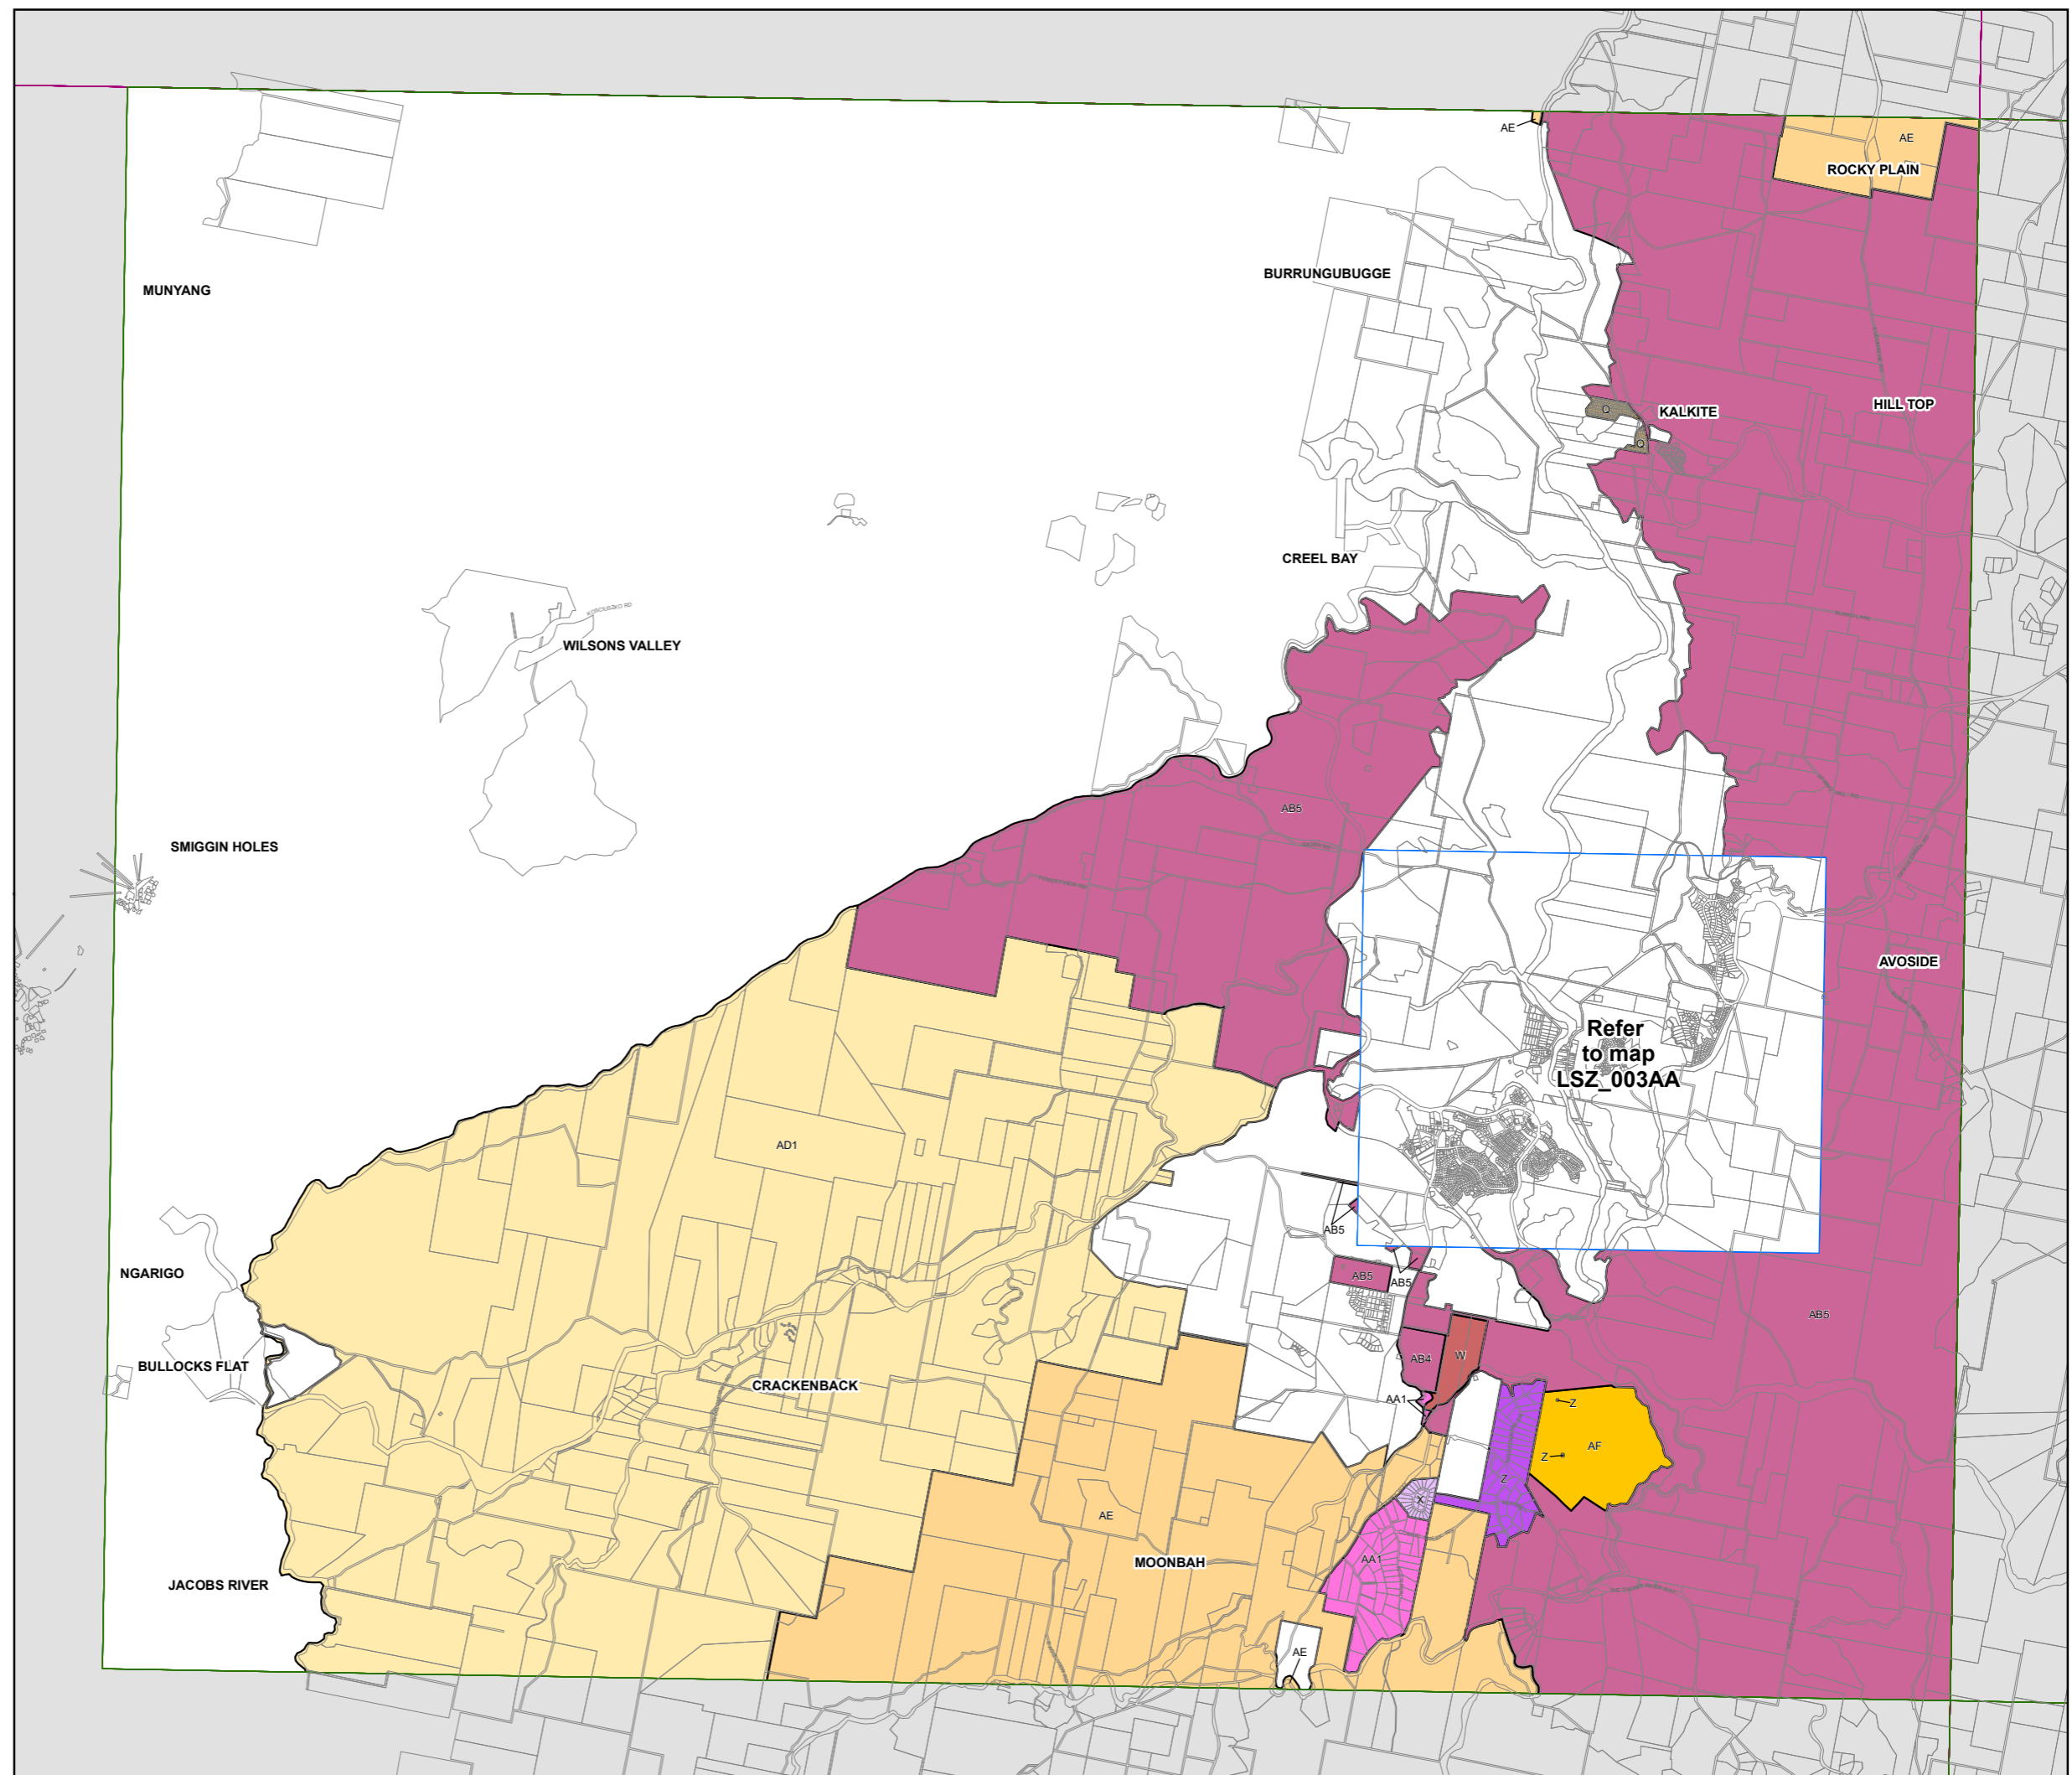 AE
AE
ROCKY PLAIN
BURRUNGUBUGGE
MUNYANG
Q
KALKITE
HILL TOP
Q
CREEL BAY
KOSCIUSZKO RD
WILSONS VALLEY
AB5
SMIGGIN HOLES
AVOSIDE
Refer
to map
LSZ_003AA
AD1
AB5
NGARIGO
AB5
AB5
AB5
BULLOCKS FLAT
AB4
W
CRACKENBACK
AA1
Z
AF
Z
Z
X
AE
MOONBAH
AA1
JACOBS RIVER
AE